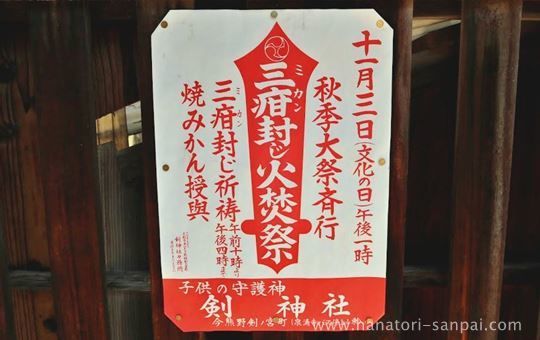 十一月三日(文化の日)午後一時
秋季大祭斉行
三疳封じ火焚祭
ミカン
三疳封じ祈祷
ミカン
午前十時より
午後四時まで
焼みかん授與
子供の守護神
剣神社
今熊野剣ノ宮町
www.hanatori-sanpai.com